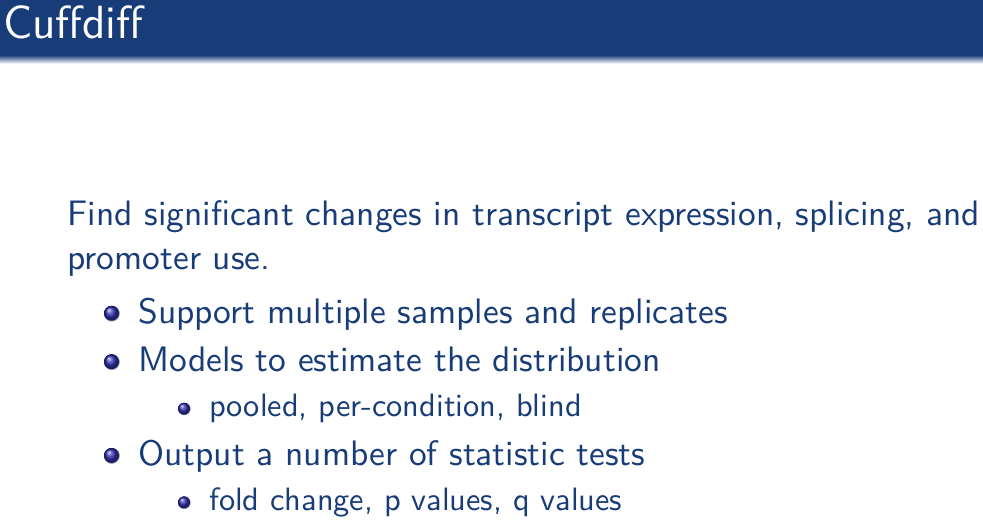 Cuffdiff
Find significant changes in transcript expression, splicing, and
promoter use.
Support multiple samples and replicates
Models to estimate the distribution
pooled, per-condition, blind
Output a number of statistic tests
fold change, p values, q values